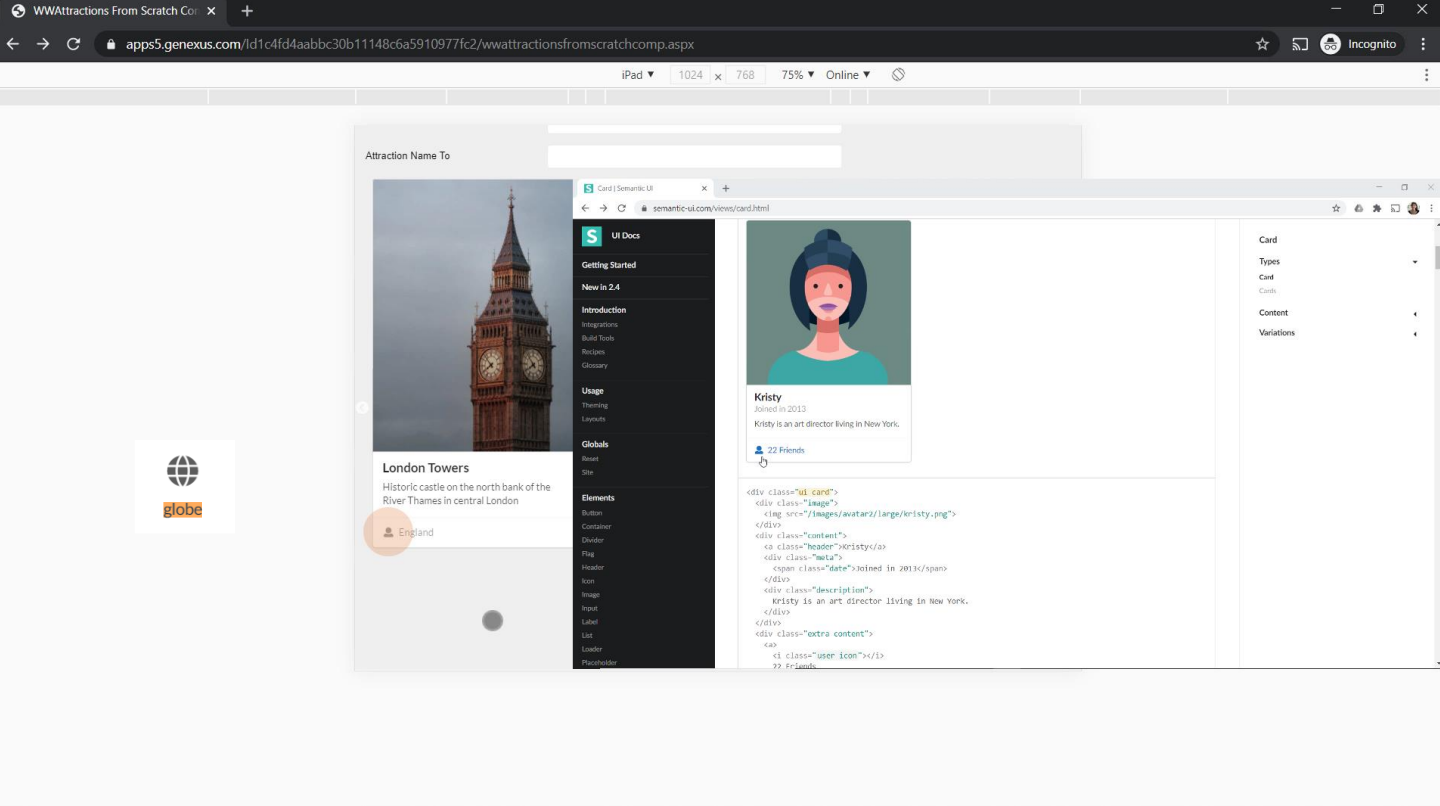 WWAttractions From Scratch Co
apps5.genexus.com/Id1c4fd4aabbc30b11148c6a5910977fc2/wwattractionsfromscratchcomp.aspx
Incognito
iPad ▼ 1024 x 768 75% ▼ Online ▼
Attraction Name To
London Towers
Historic castle on the north bank of the
River Thames in central London
England
globe
Card | Semantic UI
semantic-ui.com/views/card.html
S UI Docs
Getting Started
New in 2.4
Introduction
Integrations
Build Tools
Recipes
Glossary
Usage
Theming
Layouts
Globals
Reset
Site
Elements
Button
Container
Divider
Flag
Header
Icon
Image
Input
Label
List
Loader
Placeholder
Kristy
Joined in 2013
Kristy is an art director living in New York.
22 Friends
<div class="ui card">
<div class="image">
<img src="/images/avatar2/large/kristy.png">
</div>
<div class="content">
<a class="header">Kristy</a>
<div class="meta">
<span class="date">Joined in 2013</span>
</div>
<div class="description">
Kristy is an art director living in New York.
</div>
</div>
<div class="extra content">
<a>
<i class="user icon"></i>
22 Friends
Card
Types
Card
Cards
Content
Variations